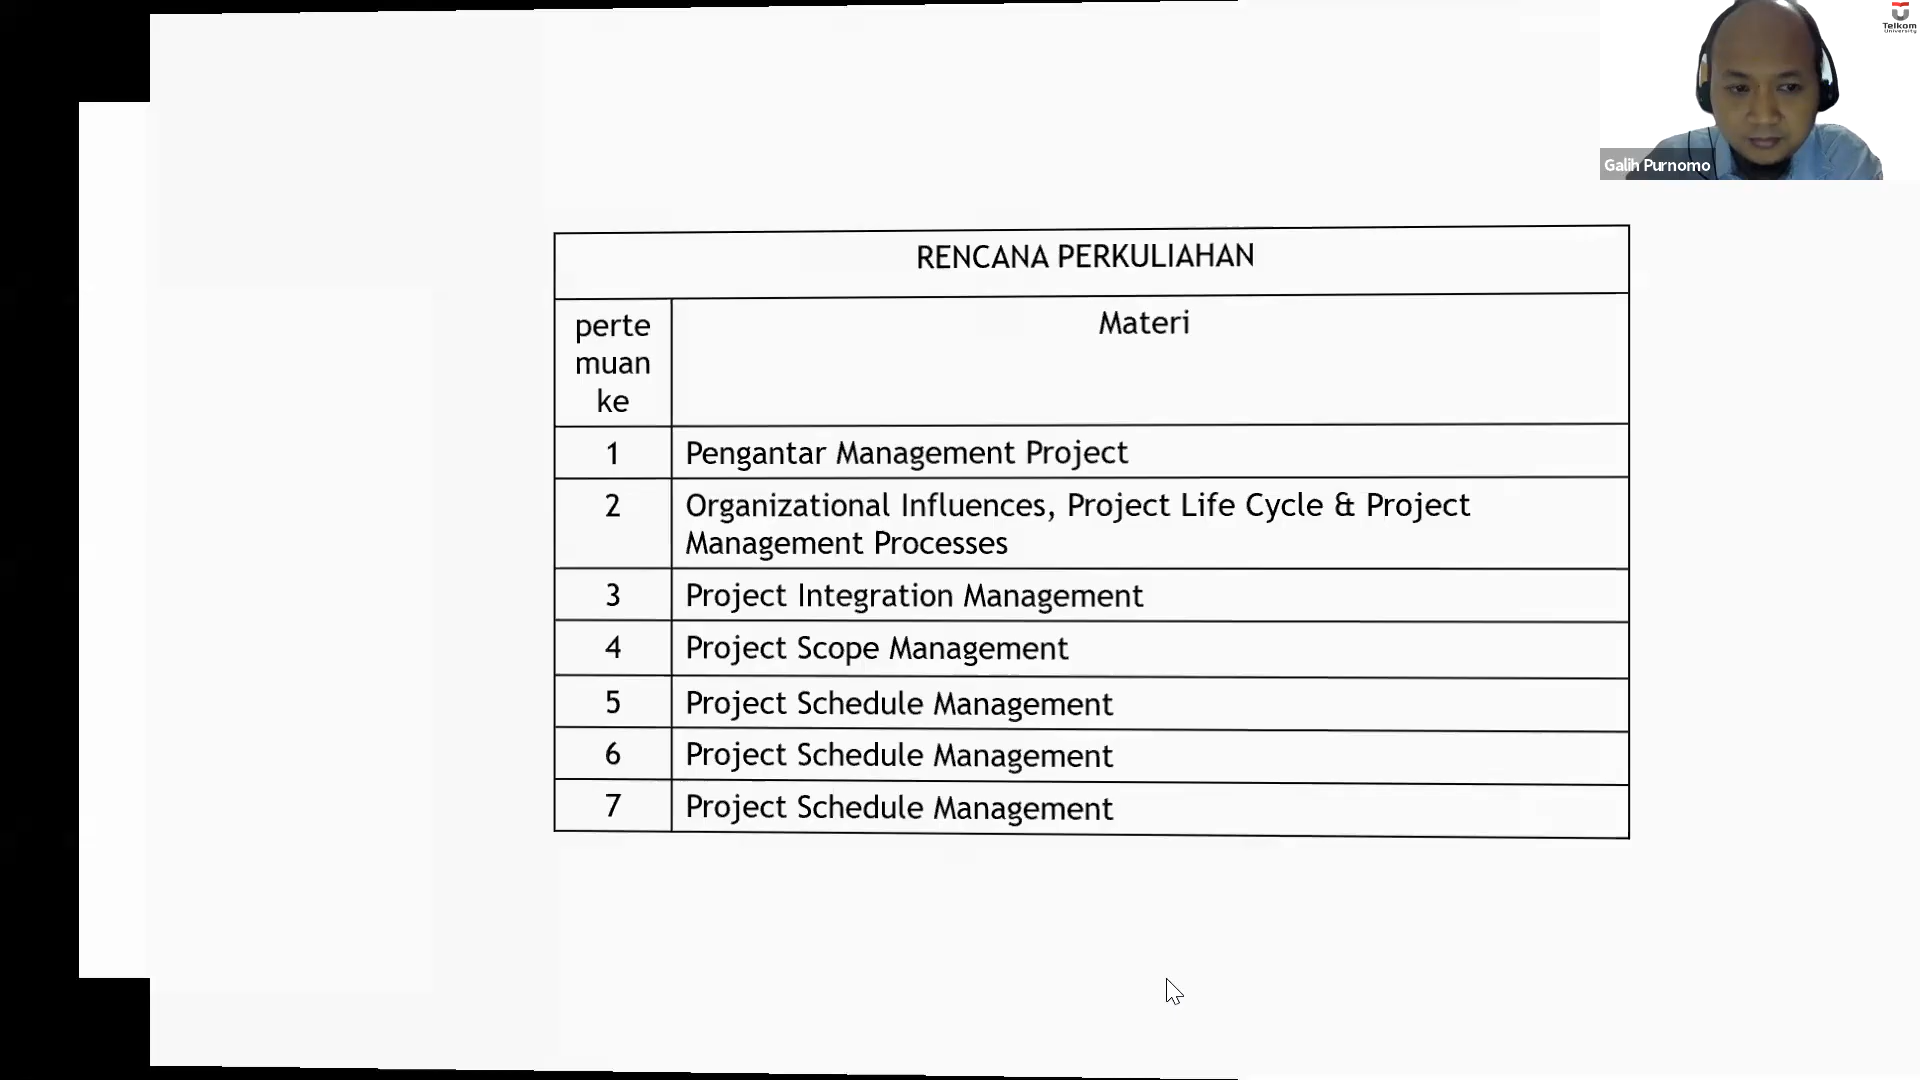 Telkom
University
Galih Purnomo
RENCANA PERKULIAHAN
perte
muan
ke
Materi
1 Pengantar Management Project
2 Organizational Influences, Project Life Cycle & Project
Management Processes
3 Project Integration Management
4 Project Scope Management
5 Project Schedule Management
6 Project Schedule Management
7 Project Schedule Management